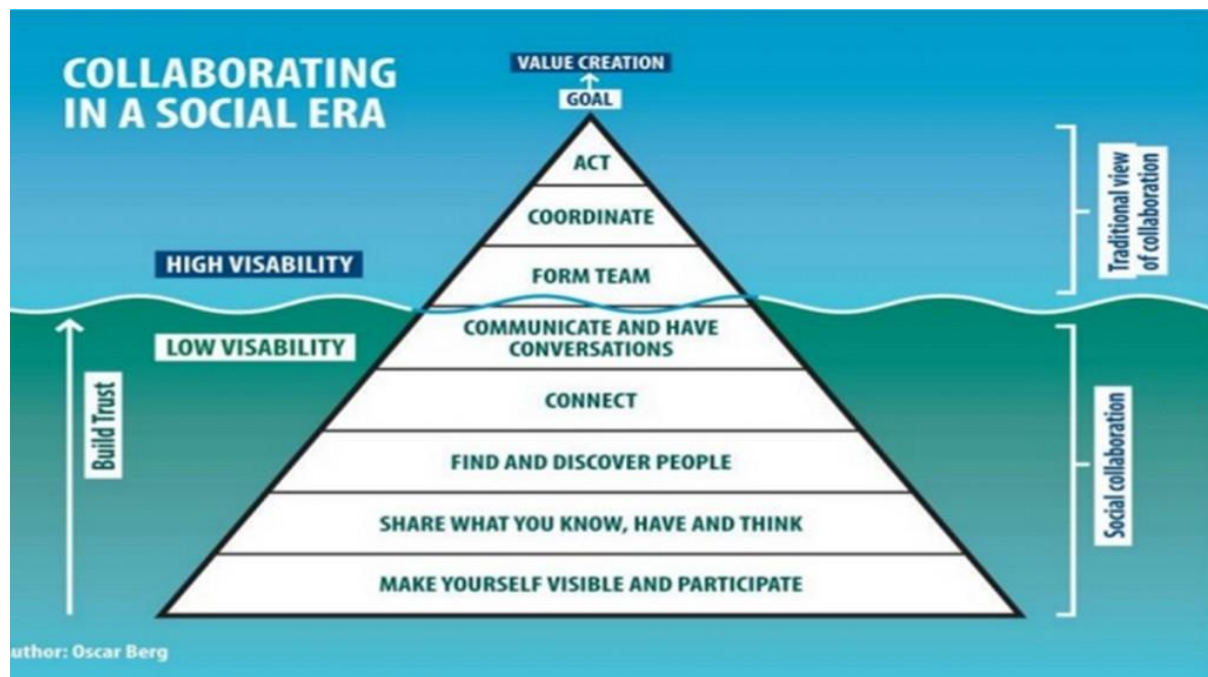 COLLABORATING
IN A SOCIAL ERA
VALUE CREATION
GOAL
ACT
COORDINATE
FORM TEAM
HIGH VISABILITY
Traditional view
of collaboration
LOW VISABILITY
COMMUNICATE AND HAVE
CONVERSATIONS
CONNECT
FIND AND DISCOVER PEOPLE
SHARE WHAT YOU KNOW, HAVE AND THINK
MAKE YOURSELF VISIBLE AND PARTICIPATE
Build Trust
Social collaboration
uthor: Oscar Berg